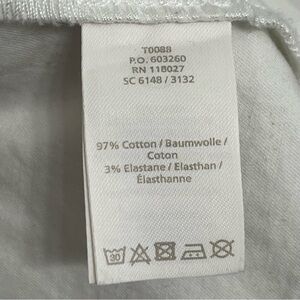 T0088
P.O. 603260
RN 118027
SC 6148 / 3132
97% Cotton / Baumwolle /
Coton
3% Elastane / Elasthan /
Élasthanne
30